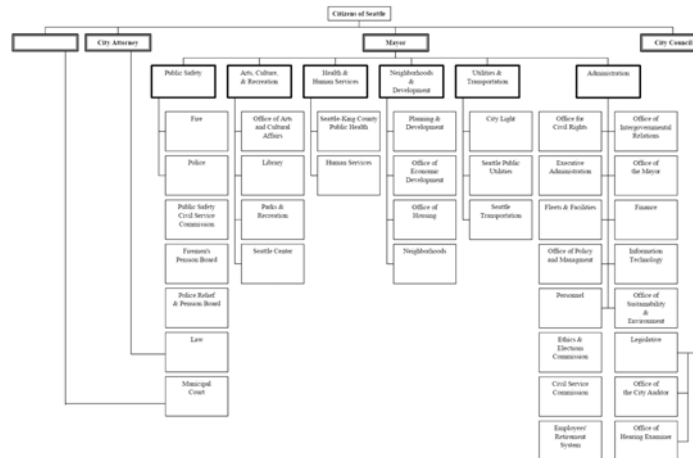 Citizens of Seattle
City Attorney
Mayor
City Council
Public Safety
Arts, Culture,
& Recreation
Health &
Human Services
Neighborhoods
&
Development
Utilities &
Transportation
Administration
Fire
Police
Public Safety
Civil Service
Commission
Firemen's
Pension Board
Police Relief
& Pension Board
Law
Municipal
Court
Office of Arts
and Cultural
Affairs
Library
Parks &
Recreation
Seattle Center
Seattle-King County
Public Health
Human Services
Planning &
Development
Office of
Economic
Development
Office of
Housing
Neighborhoods
City Light
Seattle Public
Utilities
Seattle
Transportation
Office for
Civil Rights
Executive
Administration
Fleets & Facilities
Office of Policy
and Managment
Personnel
Ethics &
Elections
Commission
Civil Service
Commission
Employees'
Retirement
System
Office of
Intergovernmental
Relations
Office of
the Mayor
Finance
Information
Technology
Office of
Sustainability
&
Environment
Legislative
Office of
the City Auditor
Office of
Hearing Examiner